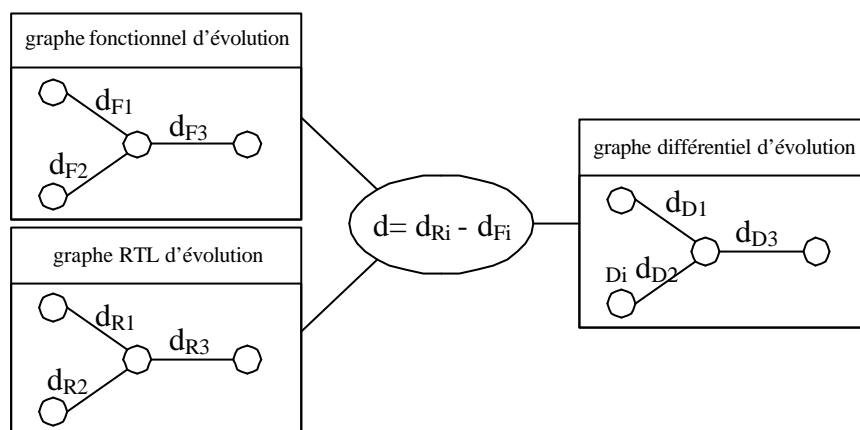 graphe fonctionnel d'évolution
dF1
dF3
dF2
graphe RTL d'évolution
dR1
dR3
dR2
d= dRi - dFi
graphe différentiel d'évolution
dD1
dD3
Di dD2